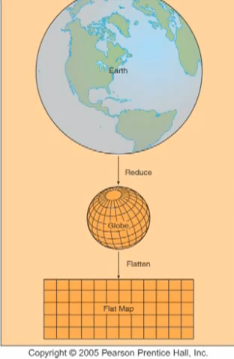 Earth
Reduce
Globe
Flatten
Flat Map
Copyright © 2005 Pearson Prentice Hall, Inc.